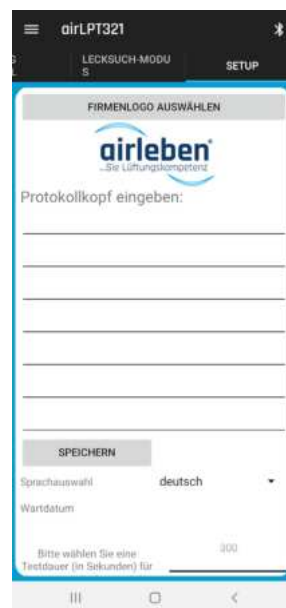 airLPT321
LECKSUCH-MODU
S
SETUP
L
FIRMENLOGO AUSWÄHLEN
airleben
...Sie Lüftungskompetenz
Protokollkopf eingeben:
SPEICHERN
Sprachauswahl deutsch
Wartdatum
Bitte wählen Sie eine 300
Testdauer (in Sekunden) für